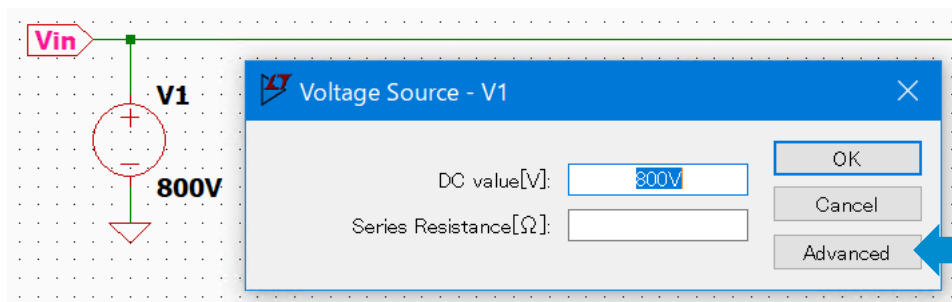 Vin
V1
800V
Voltage Source - V1
DC value[V]:
800V
Series Resistance[Ω]:
OK
Cancel
Advanced